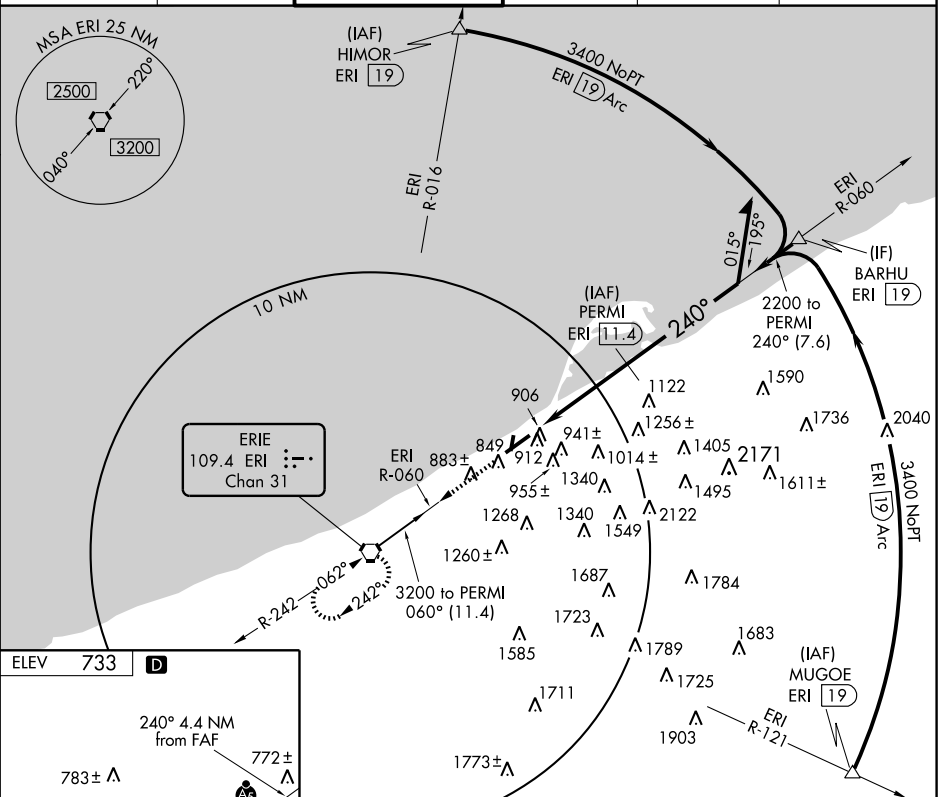 MSA ERI 25 NM
2500
220°
3200
040°
(IAF)
HIMOR
ERI 19
3400 NoPT
ERI 19 Arc
ERI
R-016
ERI
R-060
015°
195°
(IF)
BARHU
ERI 19
10 NM
(IAF)
PERMI
ERI 11.4
240°
2200 to
PERMI
240° (7.6)
906
1122
1590
1736
2040
1256±
941±
849
912
1014±
1405
2171
ERIE
109.4 ERI
Chan 31
ERI
R-060
883±
955±
1340
1495
1611±
3400 NoPT
ERI 19 Arc
1268
1340
1549
2122
1260±
R-242
062°
242°
3200 to PERMI
060° (11.4)
1687
1784
1723
1585
1789
1683
1725
(IAF)
MUGOE
ERI 19
1711
1903
ERI
R-121
1773±
ELEV 733 D
240° 4.4 NM
from FAF
783±
772±
A5